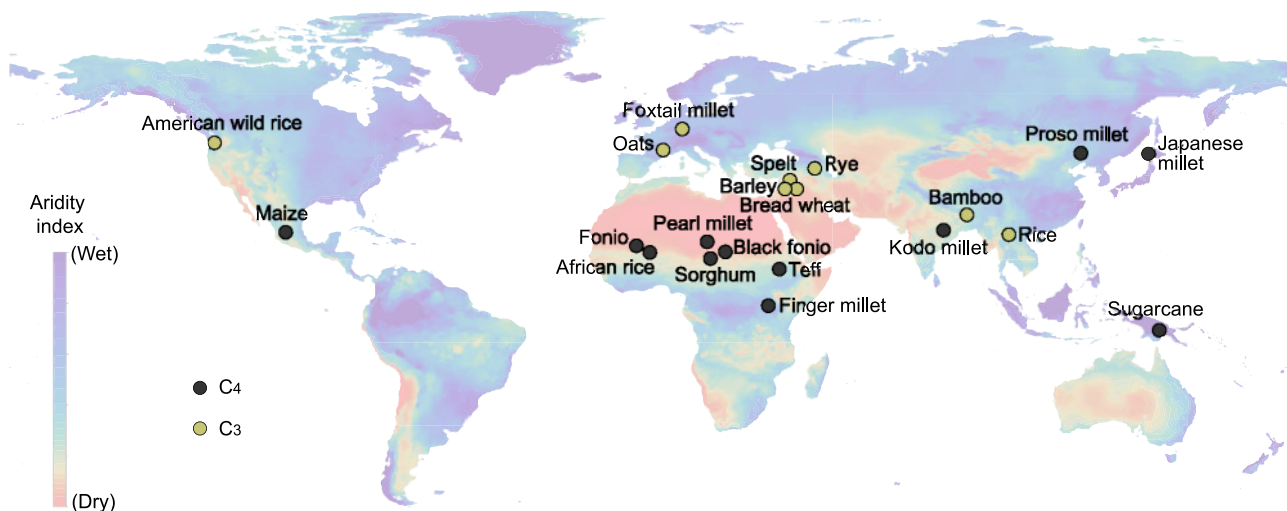 American wild rice
Foxtail millet
Oats
Spelt
Rye
Barley
Bread wheat
Proso millet
Japanese
millet
Bamboo
Rice
Kodo millet
Maize
Pearl millet
Fonio
Black fonio
African rice
Sorghum
Teff
Finger millet
Sugarcane
Aridity
index
(Wet)
(Dry)
C4
C3